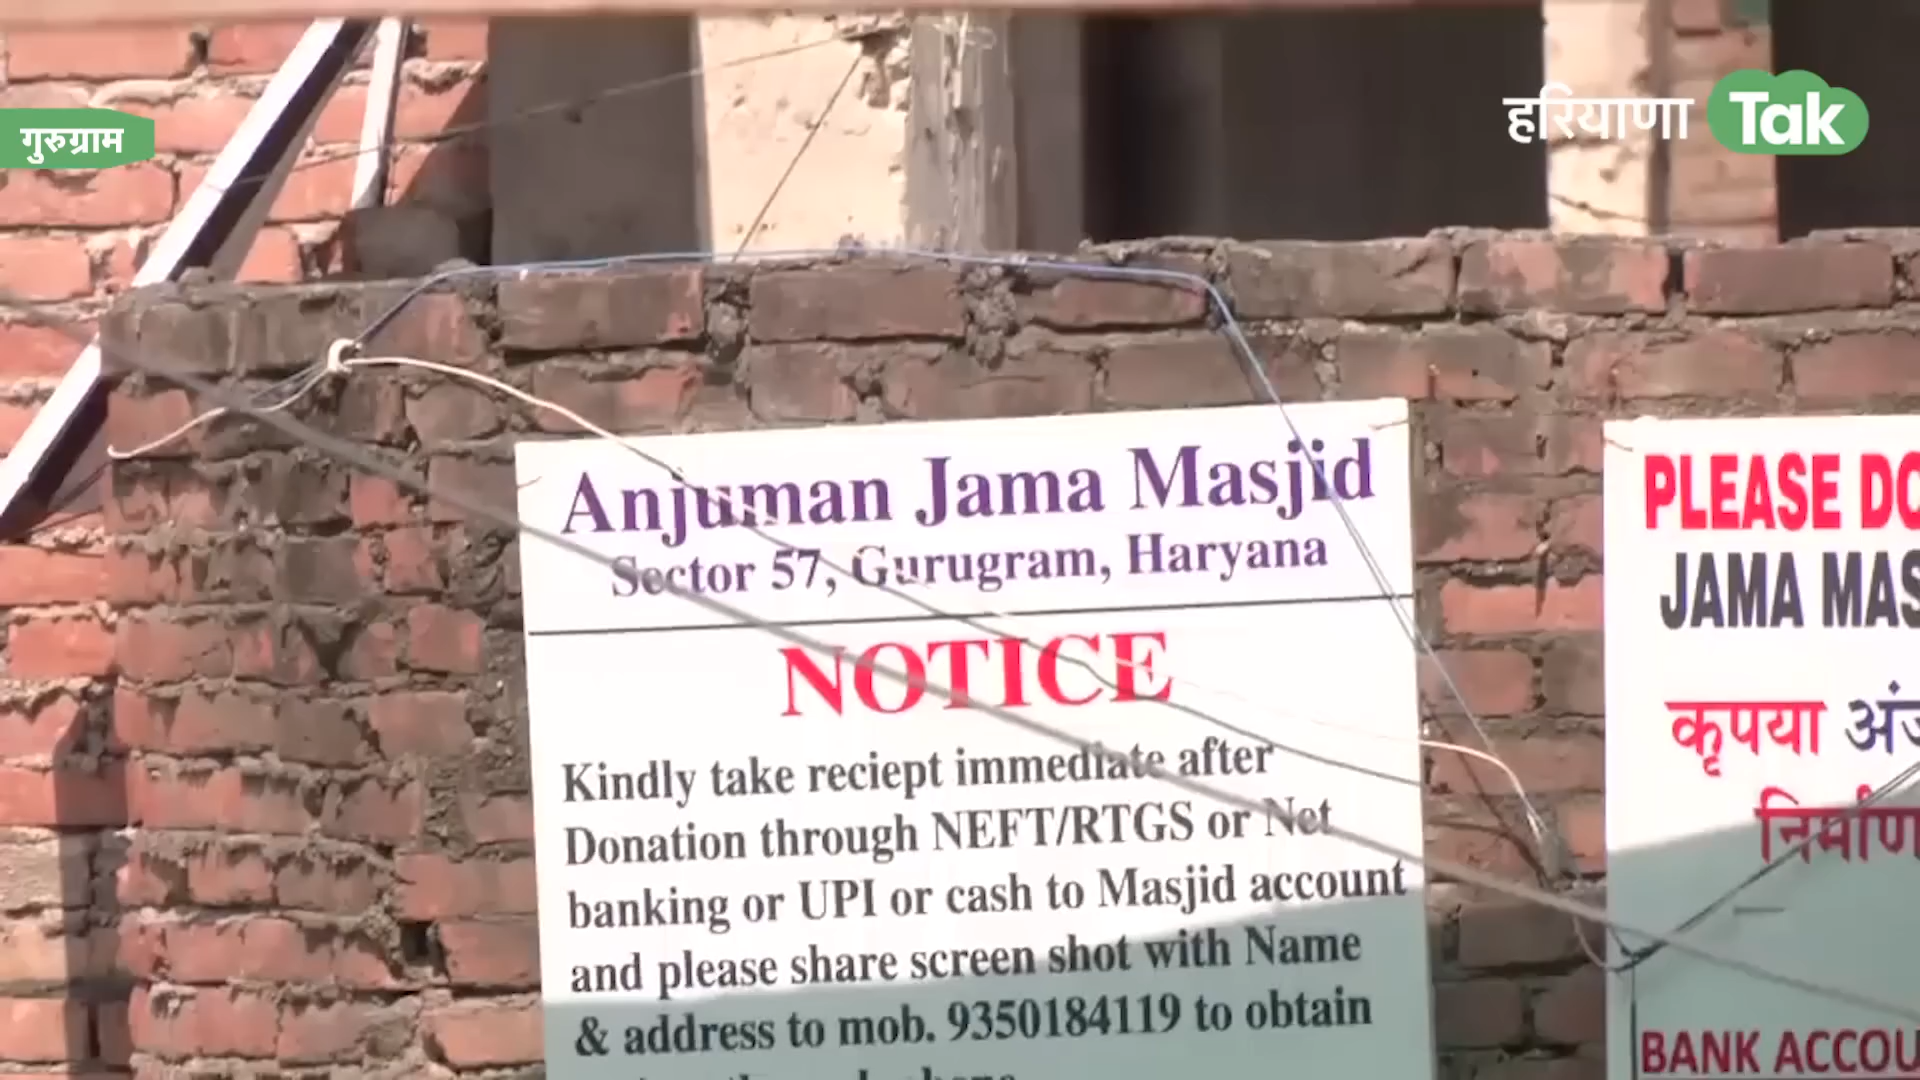 गुरुग्राम
हरियाणा Tak
Anjuman Jama Masjid
Sector 57, Gurugram, Haryana
NOTICE
Kindly take reciept immediate after
Donation through NEFT/RTGS or Net
banking or UPI or cash to Masjid account
and please share screen shot with Name
& address to mob. 9350184119 to obtain
PLEASE
JAMA
कृपया
BANK